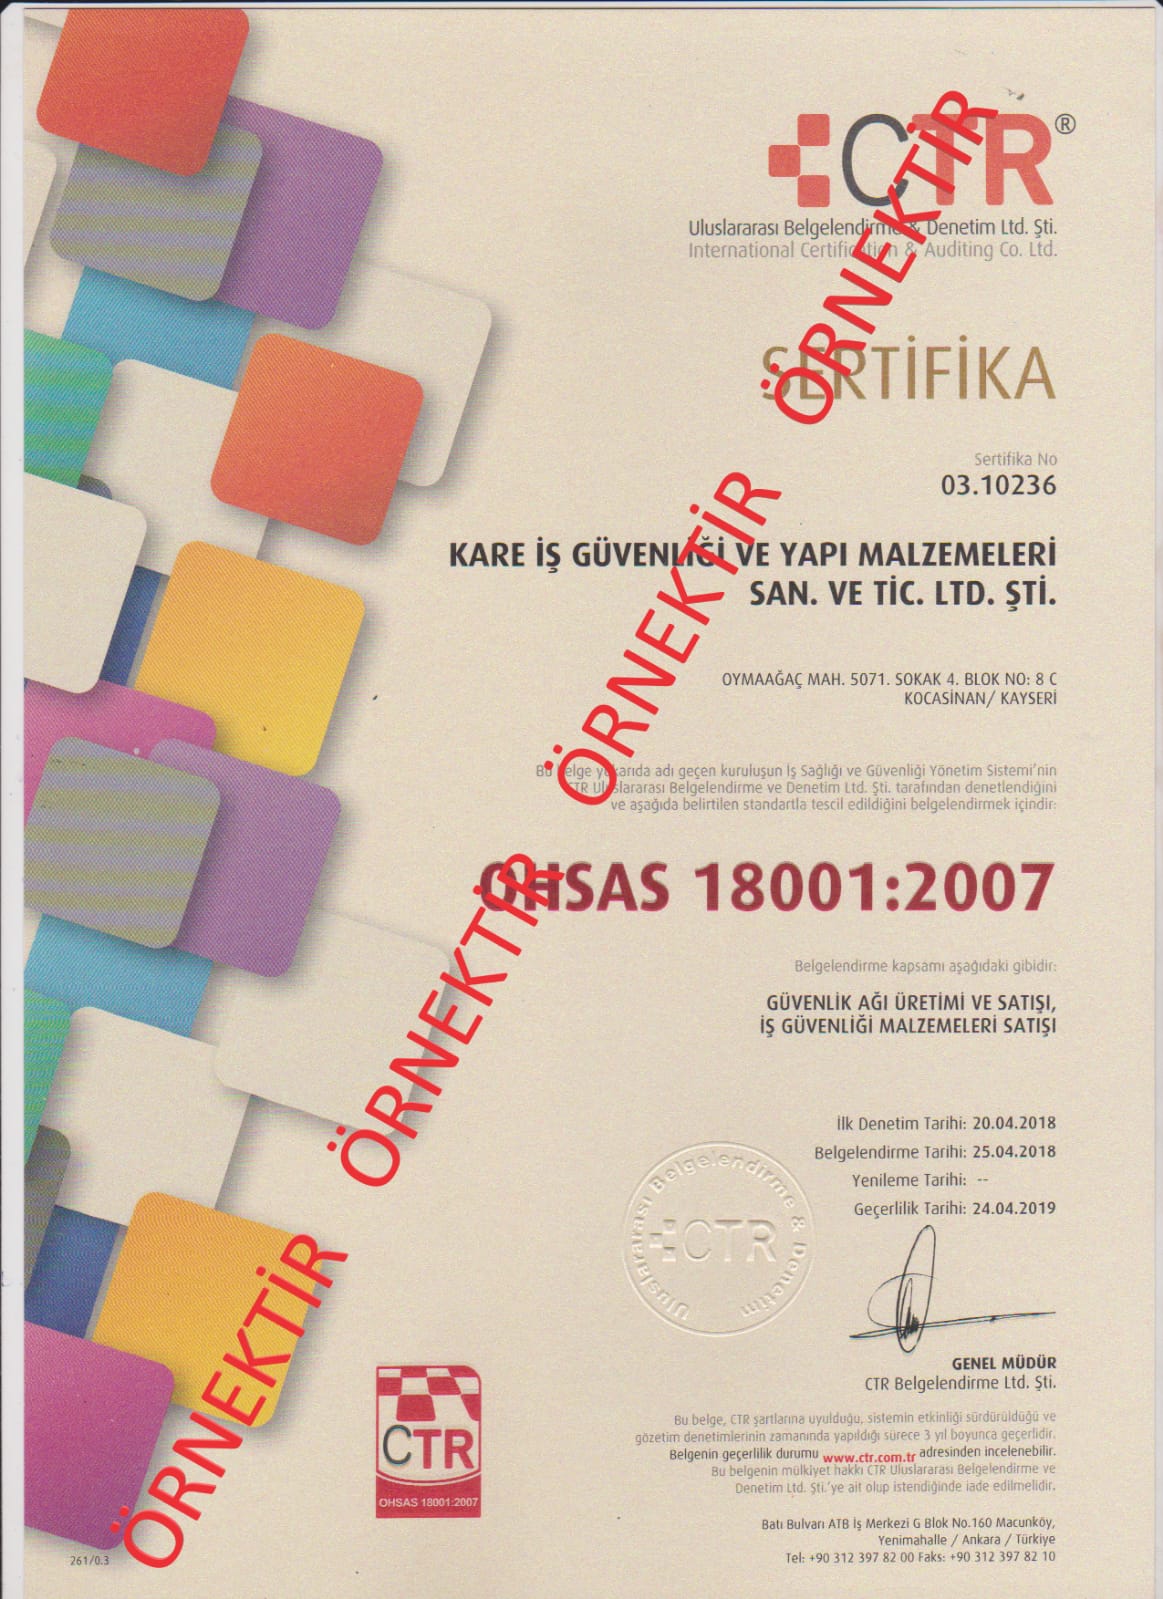 CTR®
Uluslararası Belgelendirme & Denetim Ltd. Şti.
International Certification & Auditing Co. Ltd.
SERTİFİKA
Sertifika No
03.10236
KARE İŞ GÜVENLİĞİ VE YAPI MALZEMELERİ
SAN. VE TİC. LTD. ŞTİ.
OYMAAĞAÇ MAH. 5071. SOKAK 4. BLOK NO: 8 C
KOCASİNAN/ KAYSERİ
Bu belge yukarıda adı geçen kuruluşun İş Sağlığı ve Güvenliği Yönetim Sistemi'nin
CTR Uluslararası Belgelendirme ve Denetim Ltd. Şti. tarafından denetlendiğini
ve aşağıda belirtilen standartla tescil edildiğini belgelendirmek içindir:
OHSAS 18001:2007
Belgelendirme kapsamı aşağıdaki gibidir:
GÜVENLİK AĞI ÜRETİMİ VE SATIŞI,
İŞ GÜVENLİĞİ MALZEMELERİ SATIŞI
İlk Denetim Tarihi: 20.04.2018
Belgelendirme Tarihi: 25.04.2018
Yenileme Tarihi: --
Geçerlilik Tarihi: 24.04.2019
Uluslararası Belgelendirme & Denetim
CTR
GENEL MÜDÜR
CTR Belgelendirme Ltd. Şti.
CTR
OHSAS 18001:2007
Bu belge, CTR şartlarına uyulduğu, sistemin etkinliği sürdürüldüğü ve
gözetim denetimlerinin zamanında yapıldığı sürece 3 yıl boyunca geçerlidir.
Belgenin geçerlilik durumu www.ctr.com.tr adresinden incelenebilir.
Bu belgenin mülkiyet hakkı CTR Uluslararası Belgelendirme ve
Denetim Ltd. Şti.'ye ait olup istendiğinde iade edilmelidir.
Batı Bulvarı ATB İş Merkezi G Blok No.160 Macunköy,
Yenimahalle / Ankara / Türkiye
Tel: +90 312 397 82 00 Faks: +90 312 397 82 10
261/0.3
ÖRNEKTİR ÖRNEKTİR ÖRNEKTİR ÖRNEKTİR